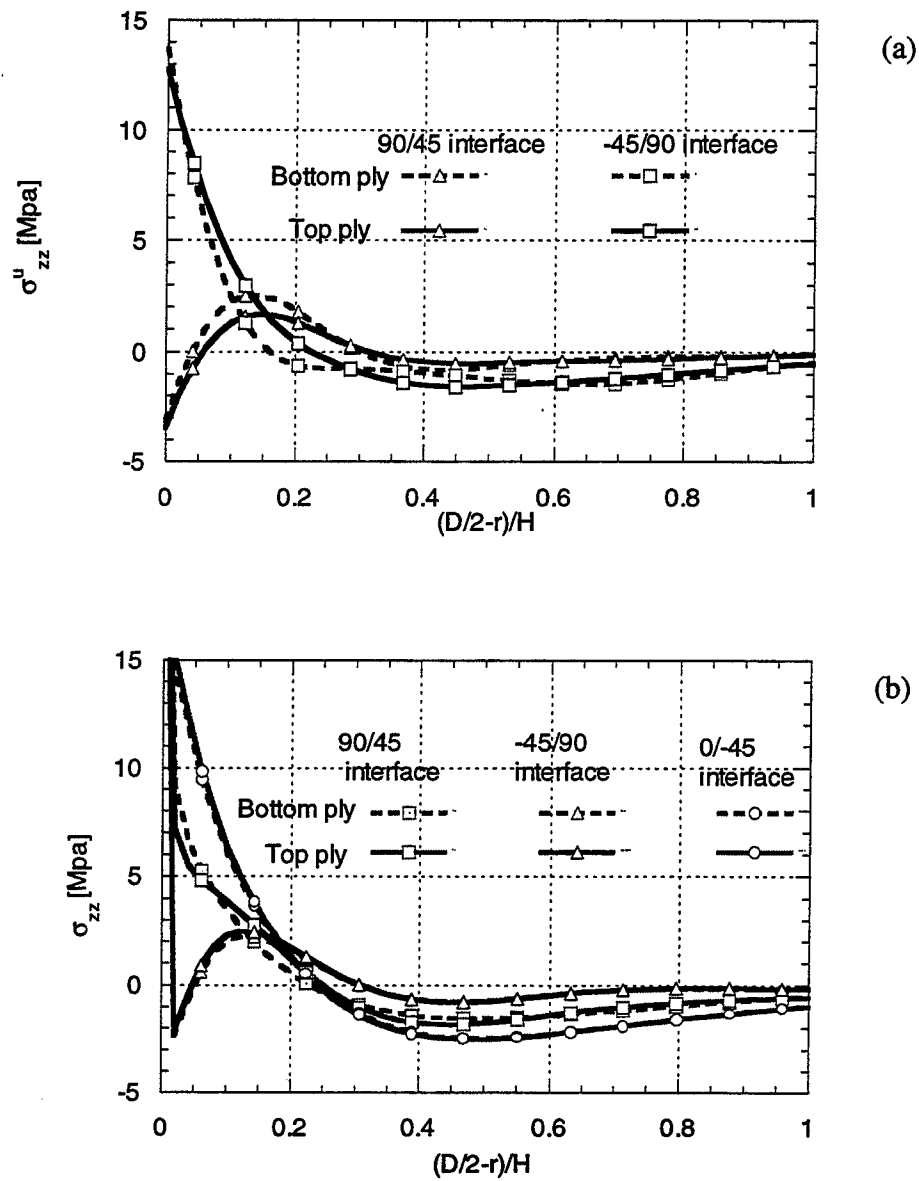 (a)
15
10
5
0
-5
σᵘzz [Mpa]
90/45 interface
-45/90 interface
Bottom ply
Top ply
0
0.2
0.4
0.6
0.8
1
(D/2-r)/H
(b)
15
10
5
0
-5
σzz [Mpa]
90/45 interface
-45/90 interface
0/-45 interface
Bottom ply
Top ply
0
0.2
0.4
0.6
0.8
1
(D/2-r)/H